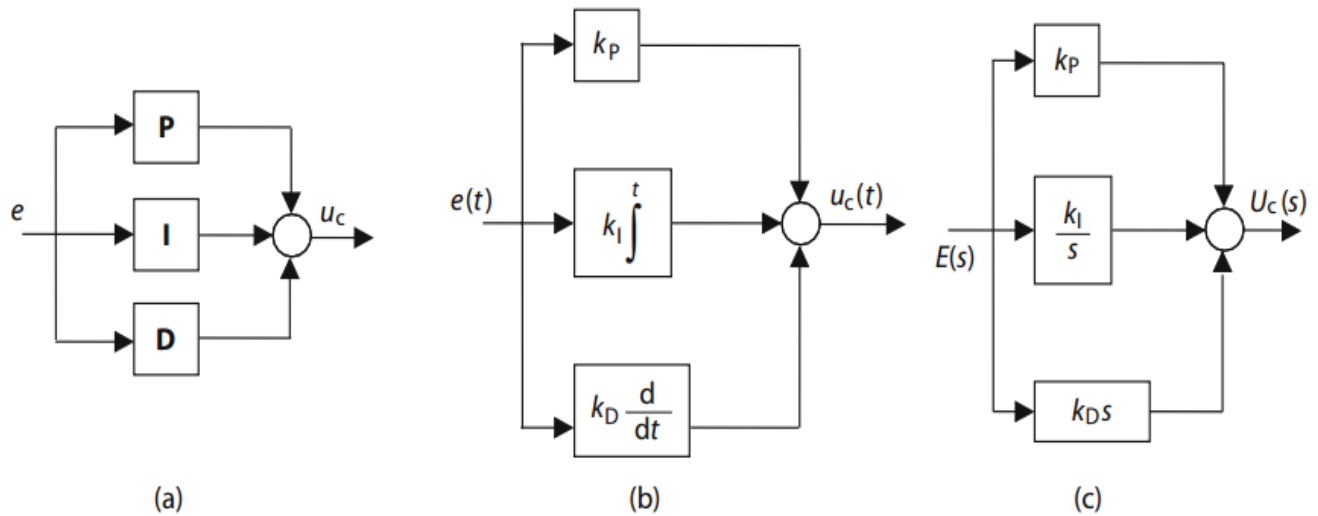 P
e
I
u_c
D
(a)
k_P
e(t)
k_I ∫^t
u_c(t)
k_D d/dt
(b)
k_P
E(s)
k_I/s
U_c(s)
k_D s
(c)